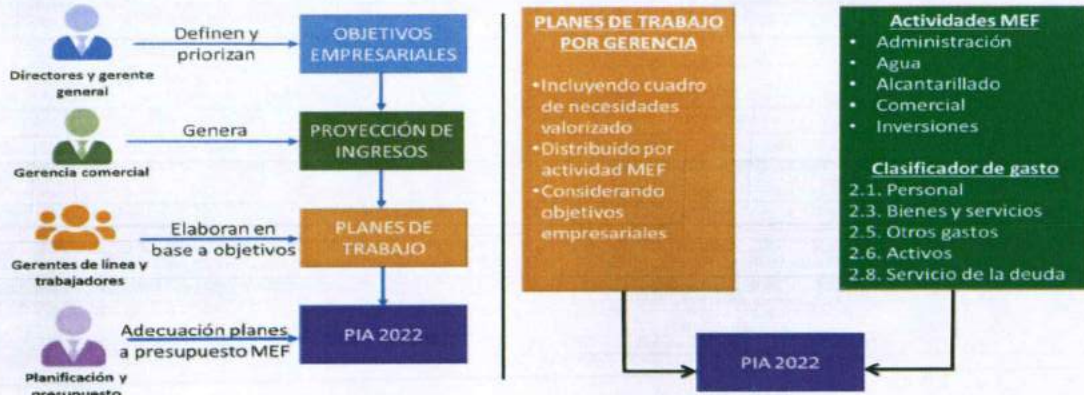 Directores y gerente
general
Definen y
priorizan
OBJETIVOS
EMPRESARIALES
Gerencia comercial
Genera
PROYECCIÓN DE
INGRESOS
Gerentes de línea y
trabajadores
Elaboran en
base a objetivos
PLANES DE
TRABAJO
Planificación y
presupuesto
Adecuación planes
a presupuesto MEF
PIA 2022
PLANES DE TRABAJO
POR GERENCIA
•Incluyendo cuadro
de necesidades
valorizado
•Distribuido por
actividad MEF
•Considerando
objetivos
empresariales
Actividades MEF
• Administración
• Agua
• Alcantarillado
• Comercial
• Inversiones
Clasificador de gasto
2.1. Personal
2.3. Bienes y servicios
2.5. Otros gastos
2.6. Activos
2.8. Servicio de la deuda
PIA 2022